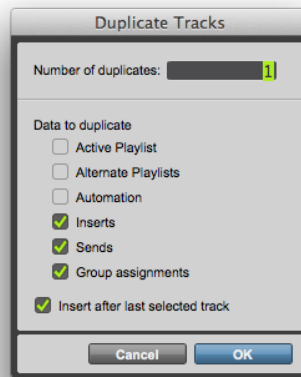 Duplicate Tracks
Number of duplicates: 1
Data to duplicate
Active Playlist
Alternate Playlists
Automation
Inserts
Sends
Group assignments
Insert after last selected track
Cancel OK